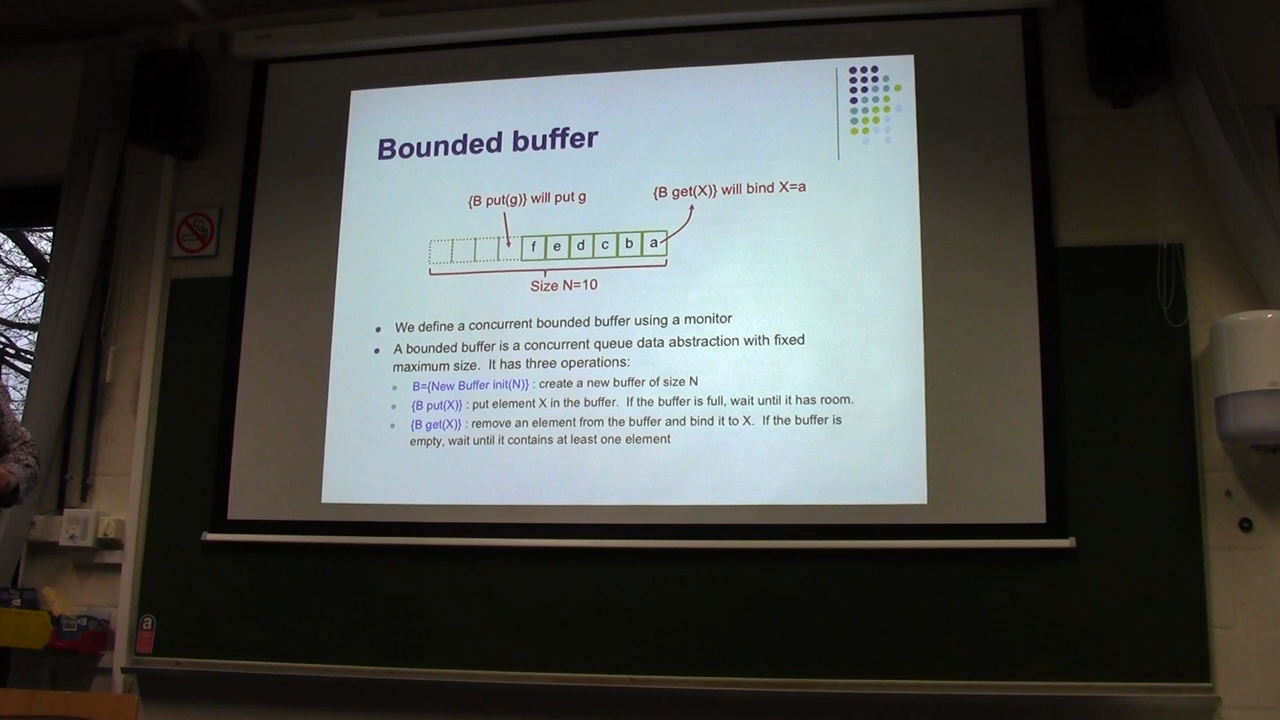 Bounded buffer
{B put(g)} will put g
{B get(X)} will bind X=a
f e d c b a
Size N=10
• We define a concurrent bounded buffer using a monitor
• A bounded buffer is a concurrent queue data abstraction with fixed
maximum size. It has three operations:
• B={New Buffer init(N)} : create a new buffer of size N
• {B put(X)} : put element X in the buffer. If the buffer is full, wait until it has room.
• {B get(X)} : remove an element from the buffer and bind it to X. If the buffer is
empty, wait until it contains at least one element
a